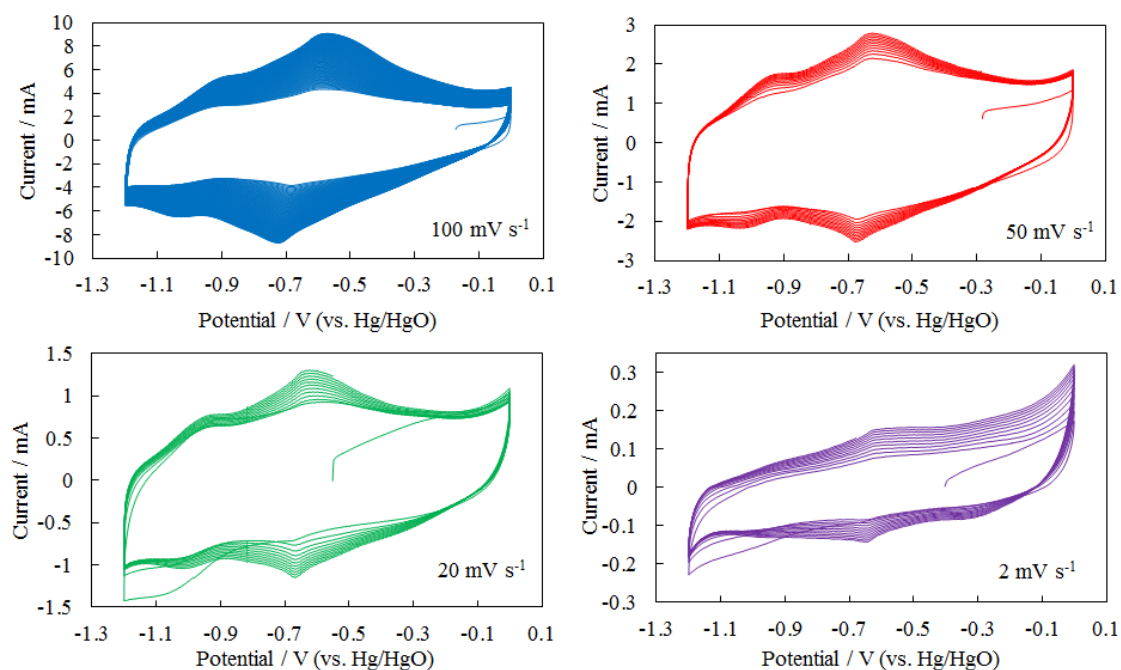 Current / mA
10
8
6
4
2
0
-2
-4
-6
-8
-10
-1.3 -1.1 -0.9 -0.7 -0.5 -0.3 -0.1 0.1
Potential / V (vs. Hg/HgO)
100 mV s⁻¹
Current / mA
3
2
1
0
-1
-2
-3
-1.3 -1.1 -0.9 -0.7 -0.5 -0.3 -0.1 0.1
Potential / V (vs. Hg/HgO)
50 mV s⁻¹
Current / mA
1.5
1
0.5
0
-0.5
-1
-1.5
-1.3 -1.1 -0.9 -0.7 -0.5 -0.3 -0.1 0.1
Potential / V (vs. Hg/HgO)
20 mV s⁻¹
Current / mA
0.3
0.2
0.1
0
-0.1
-0.2
-0.3
-1.3 -1.1 -0.9 -0.7 -0.5 -0.3 -0.1 0.1
Potential / V (vs. Hg/HgO)
2 mV s⁻¹